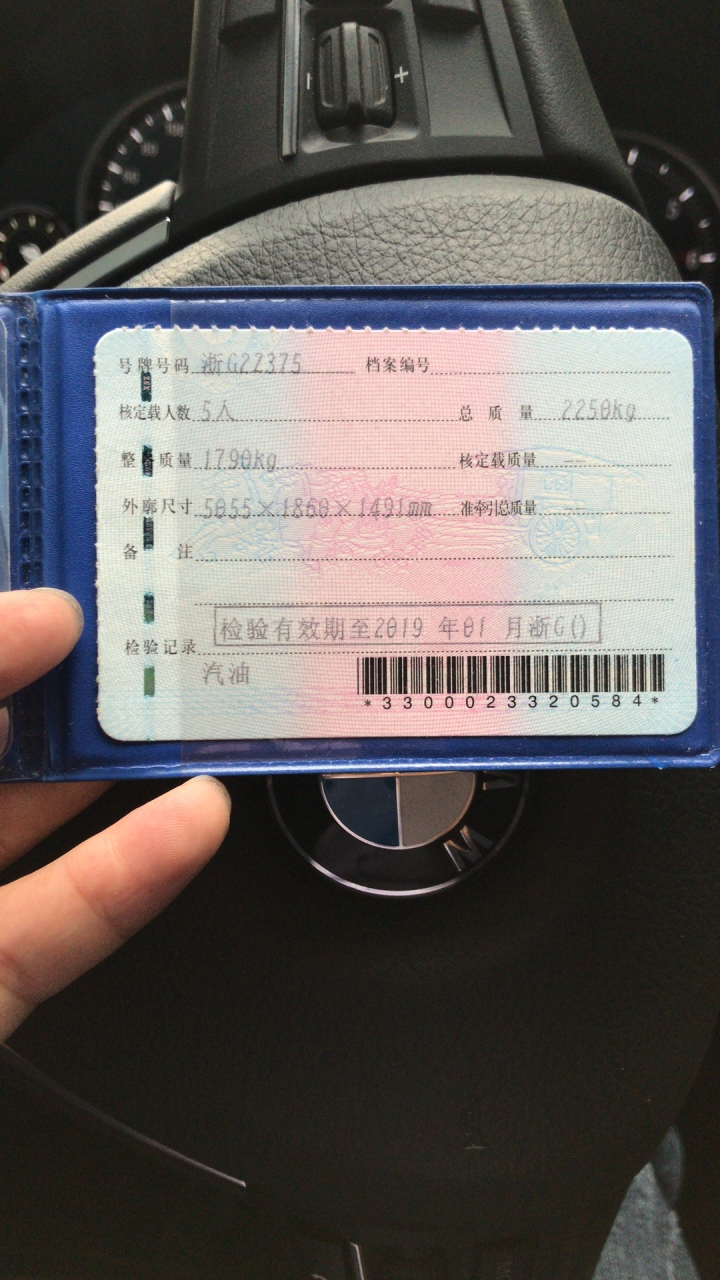 号牌号码 浙G2Z375 档案编号
核定载人数 5人 总质量 2250kg
整备质量 1790kg 核定载质量 --
外廓尺寸 5055×1860×1491mm 准牵引总质量 --
备注
检验有效期至2019年01月浙G()
检验记录
汽油
*3300023320584*